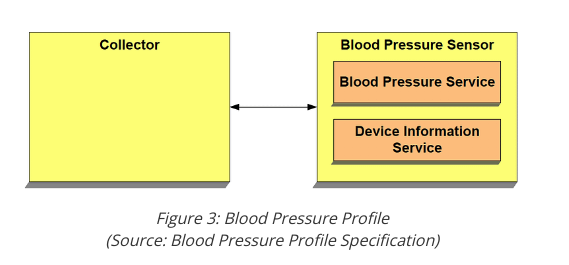 Collector
Blood Pressure Sensor
Blood Pressure Service
Device Information
Service
Figure 3: Blood Pressure Profile
(Source: Blood Pressure Profile Specification)